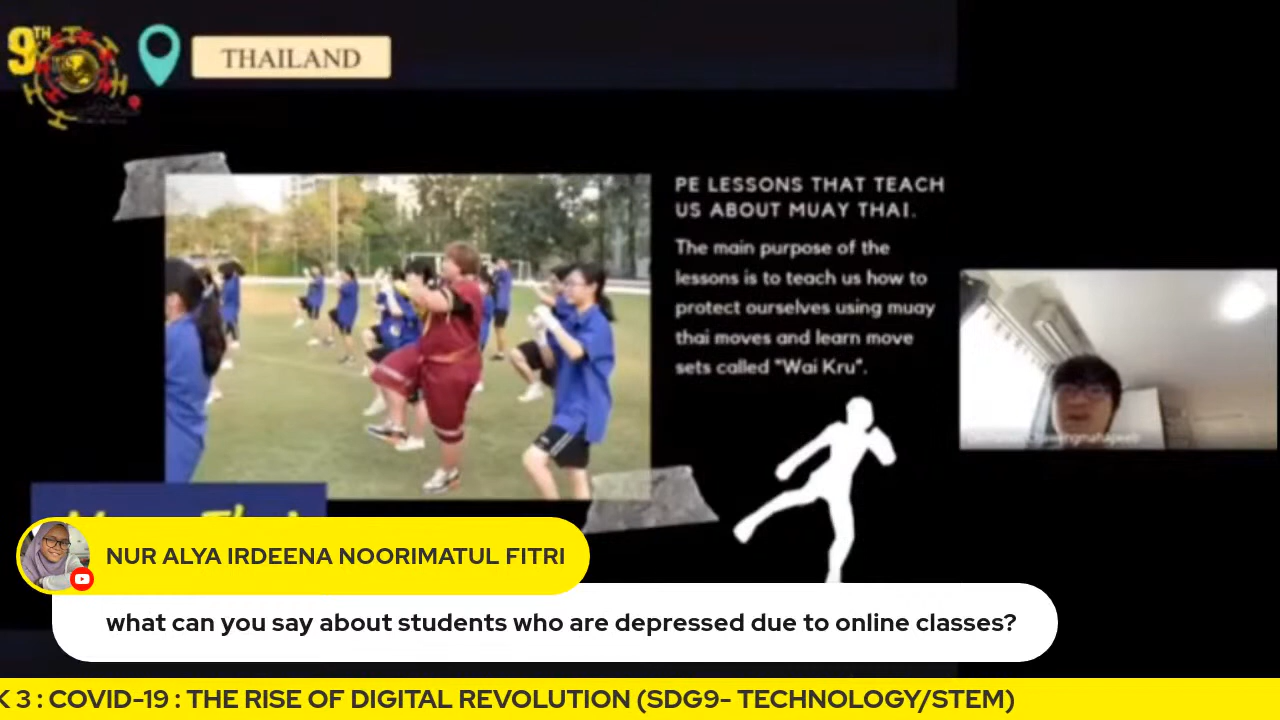 9TH
THAILAND
PE LESSONS THAT TEACH
US ABOUT MUAY THAI.
The main purpose of the
lessons is to teach us how to
protect ourselves using muay
thai moves and learn move
sets called "Wai Kru".
NUR ALYA IRDEENA NOORIMATUL FITRI
what can you say about students who are depressed due to online classes?
K 3 : COVID-19 : THE RISE OF DIGITAL REVOLUTION (SDG9- TECHNOLOGY/STEM)